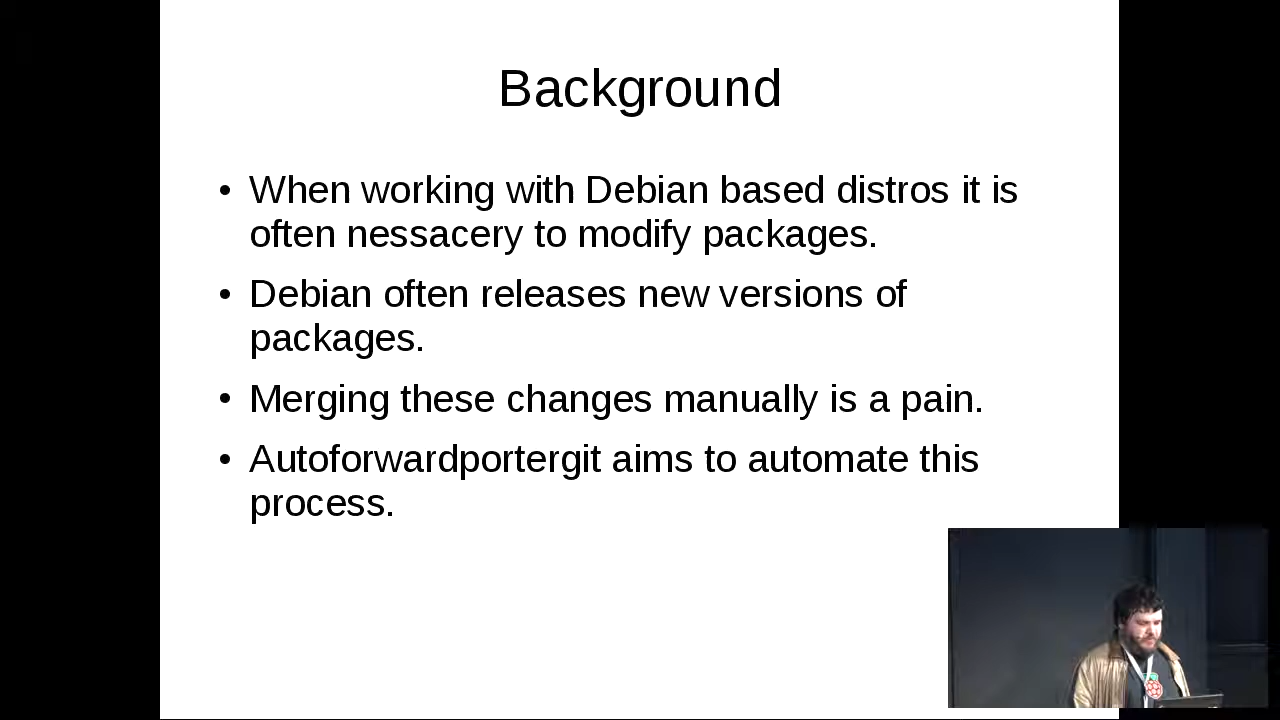 Background
• When working with Debian based distros it is
often nessacery to modify packages.
• Debian often releases new versions of
packages.
• Merging these changes manually is a pain.
• Autoforwardportergit aims to automate this
process.